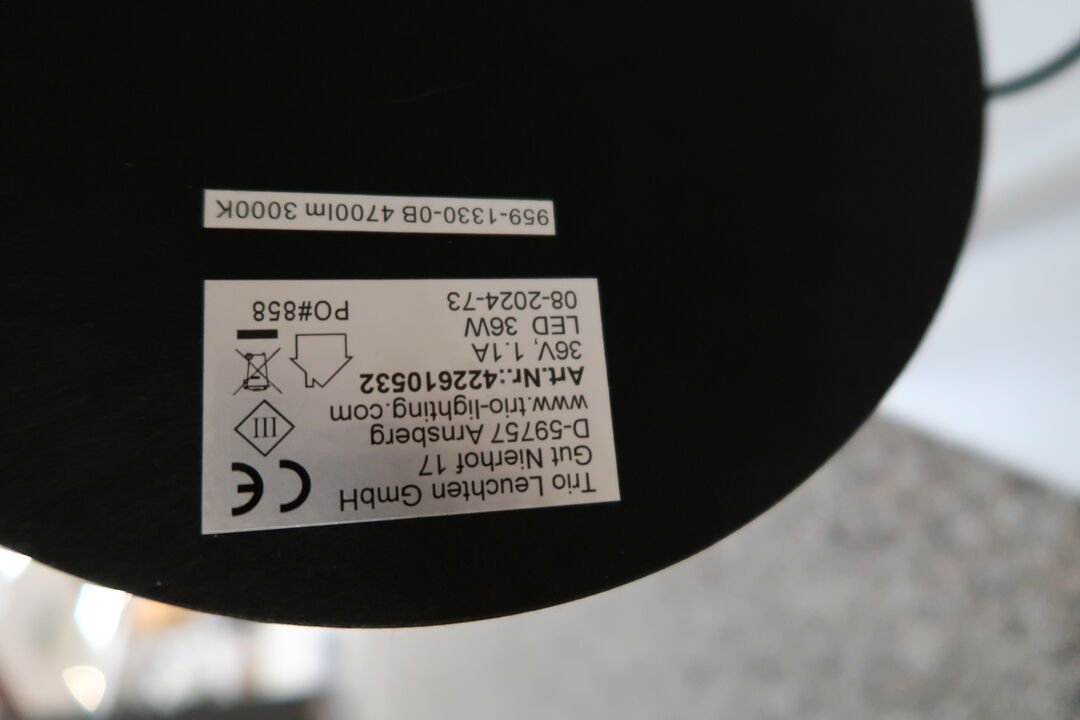 Trio Leuchten GmbH
Gut Nierhof 17
D-59757 Arnsberg
www.trio-lighting.com
Art.Nr.:422610532
36V, 1.1A
LED 36W
08-2024-73
CE
III
PO#858
959-1330-0B 4700lm 3000K